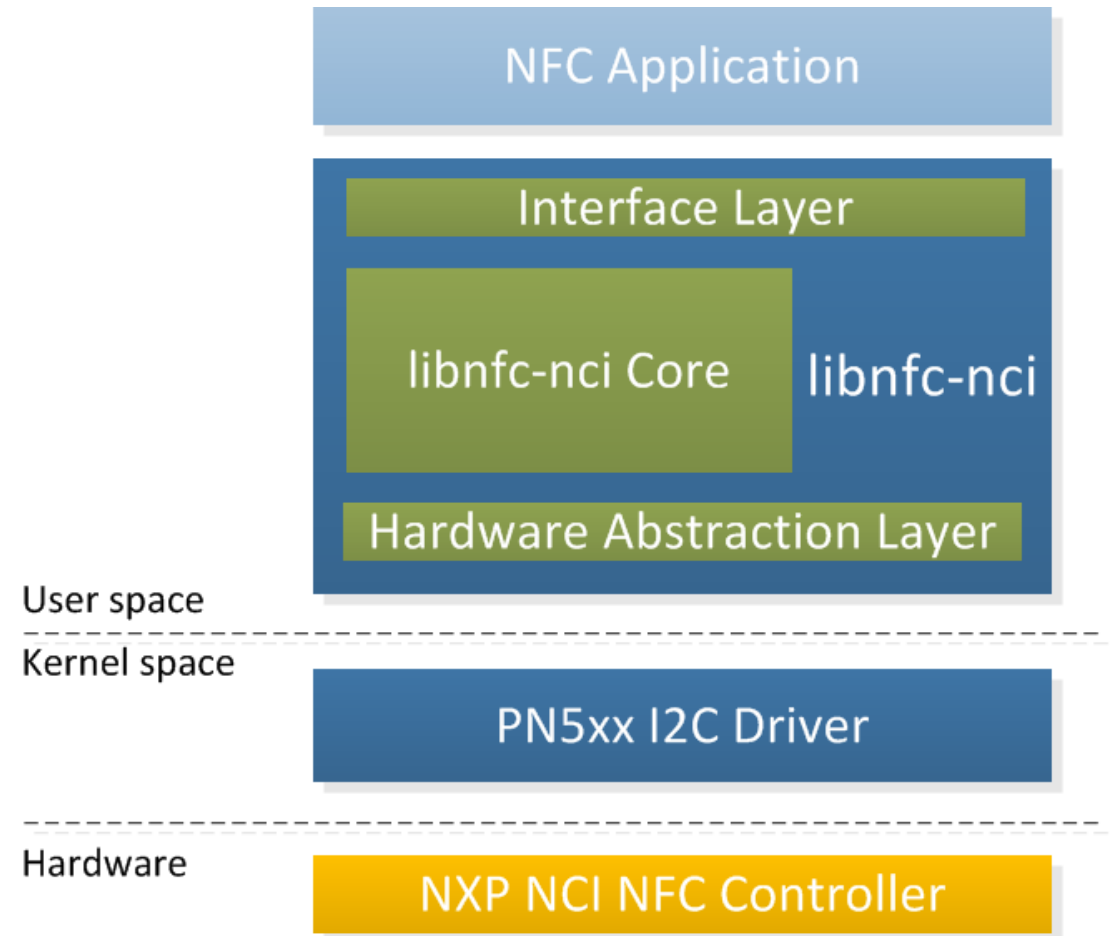 NFC Application
Interface Layer
libnfc-nci Core
libnfc-nci
Hardware Abstraction Layer
User space
Kernel space
PN5xx I2C Driver
Hardware
NXP NCI NFC Controller